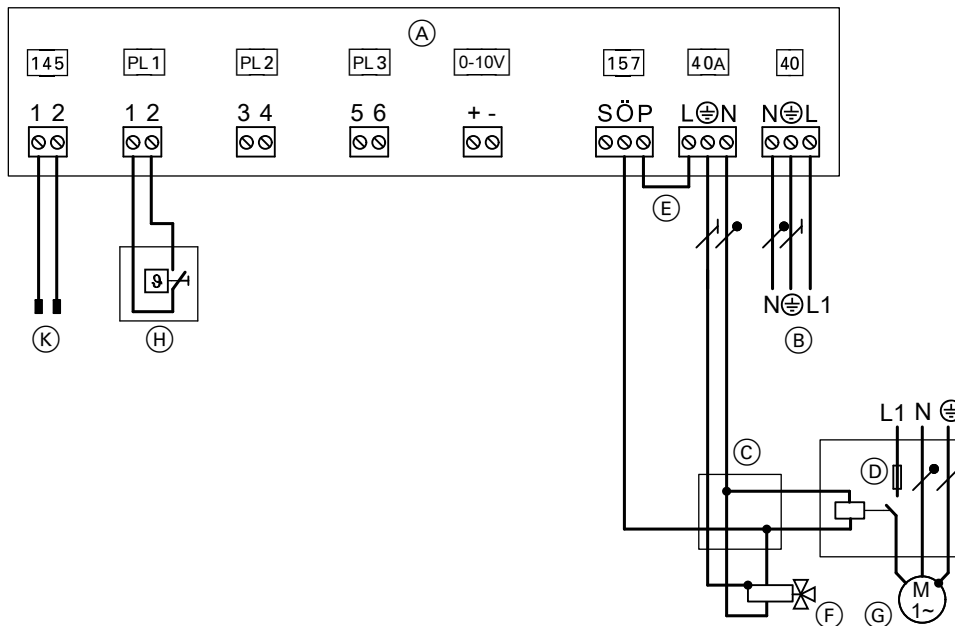 A
145 PL1 PL2 PL3 0-10V 157 40A 40
1 2 1 2 3 4 5 6 + - S Ö P L N N L
E
N L1
K H B
ϑ
L1 N
C
D
F G M
1~